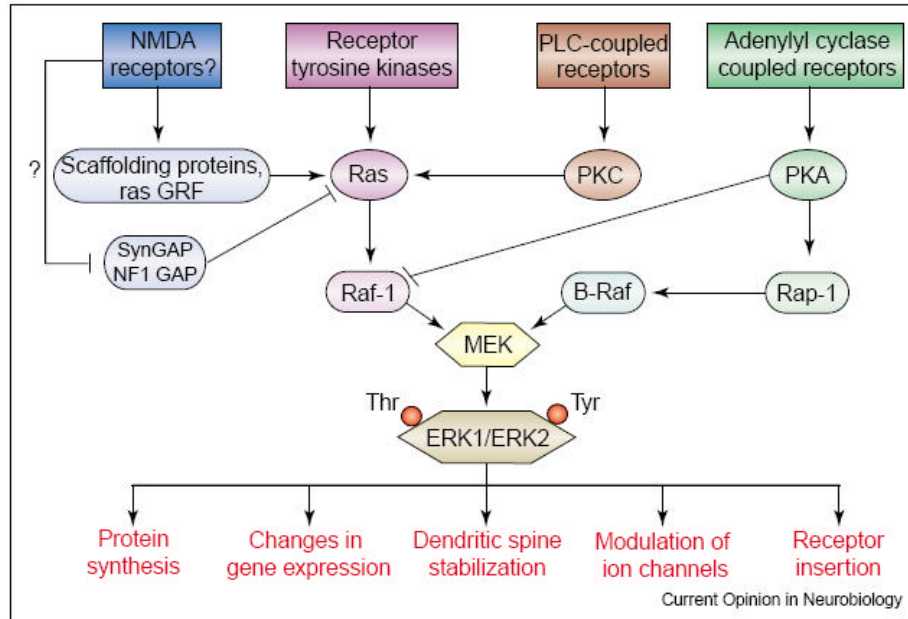 NMDA
receptors?
Receptor
tyrosine kinases
PLC-coupled
receptors
Adenylyl cyclase
coupled receptors
?
Scaffolding proteins,
ras GRF
Ras
PKC
PKA
SynGAP
NF1 GAP
Raf-1
B-Raf
Rap-1
MEK
Thr
Tyr
ERK1/ERK2
Protein
synthesis
Changes in
gene expression
Dendritic spine
stabilization
Modulation of
ion channels
Receptor
insertion
Current Opinion in Neurobiology